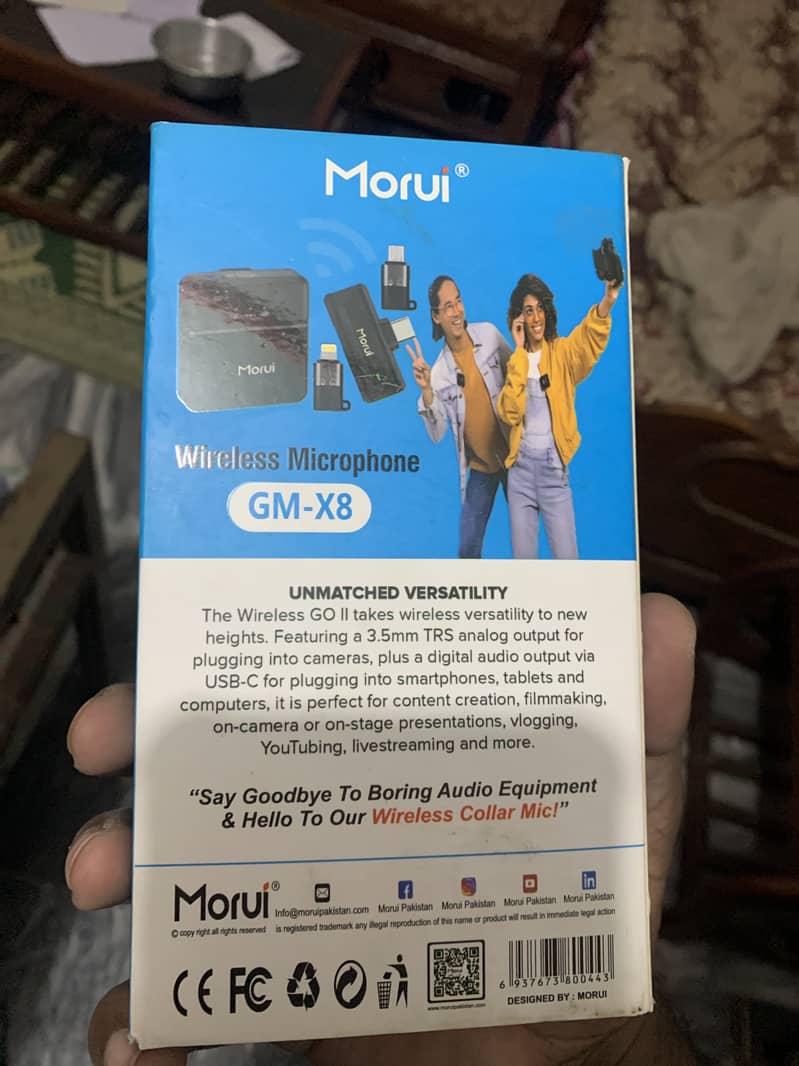 Morui®
Morui
Morui
Wireless Microphone
GM-X8
UNMATCHED VERSATILITY
The Wireless GO II takes wireless versatility to new
heights. Featuring a 3.5mm TRS analog output for
plugging into cameras, plus a digital audio output via
USB-C for plugging into smartphones, tablets and
computers, it is perfect for content creation, filmmaking,
on-camera or on-stage presentations, vlogging,
YouTubing, livestreaming and more.
“Say Goodbye To Boring Audio Equipment
& Hello To Our Wireless Collar Mic!”
Morui®
Info@moruipakistan.com Morui Pakistan Morui Pakistan Morui Pakistan Morui Pakistan
© copy right all rights reserved is registered trademark any illegal reproduction of this name or product will result in immediate legal action
CE FC
Morui
www.moruipakistan.com
6 937673 800443
DESIGNED BY : MORUI